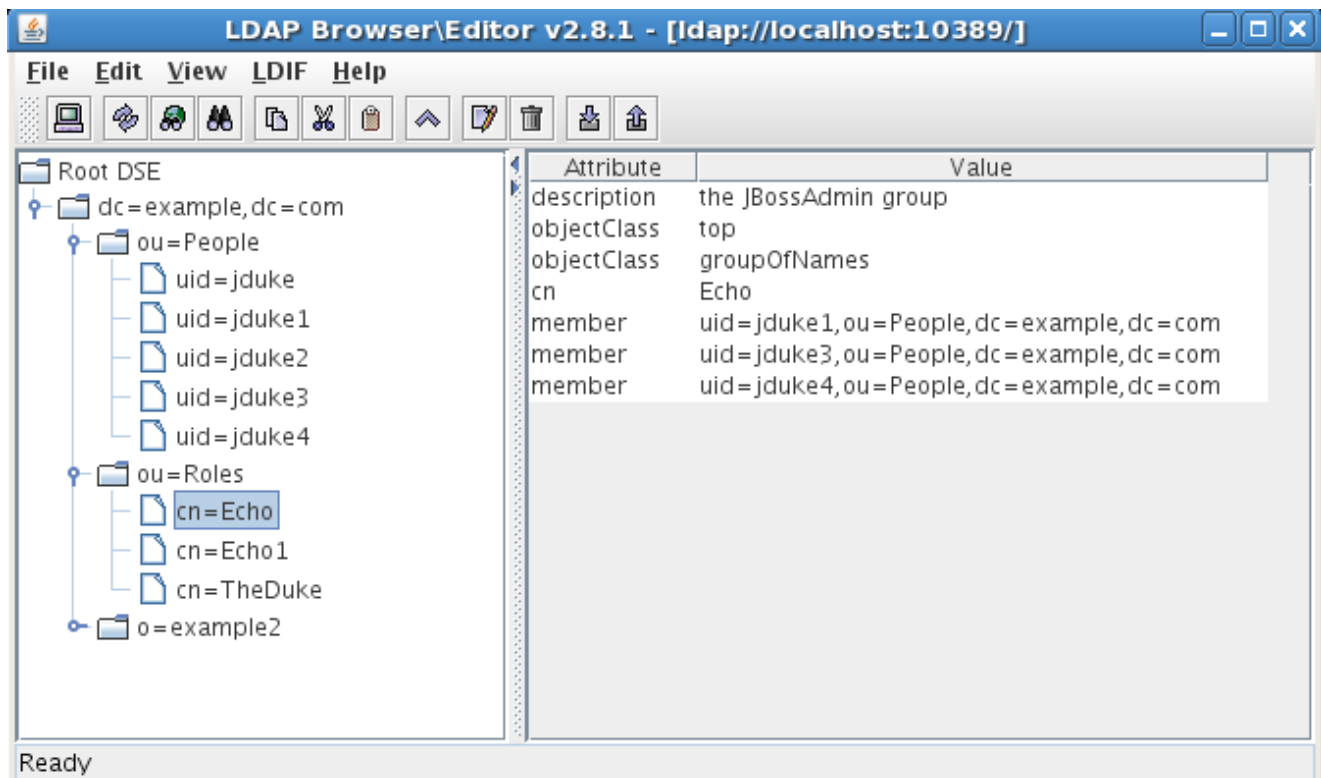 LDAP Browser\Editor v2.8.1 - [ldap://localhost:10389/]
File Edit View LDIF Help
Root DSE
dc=example,dc=com
ou=People
uid=jduke
uid=jduke1
uid=jduke2
uid=jduke3
uid=jduke4
ou=Roles
cn=Echo
cn=Echo1
cn=TheDuke
o=example2
Attribute Value
description the JBossAdmin group
objectClass top
objectClass groupOfNames
cn Echo
member uid=jduke1,ou=People,dc=example,dc=com
member uid=jduke3,ou=People,dc=example,dc=com
member uid=jduke4,ou=People,dc=example,dc=com
Ready